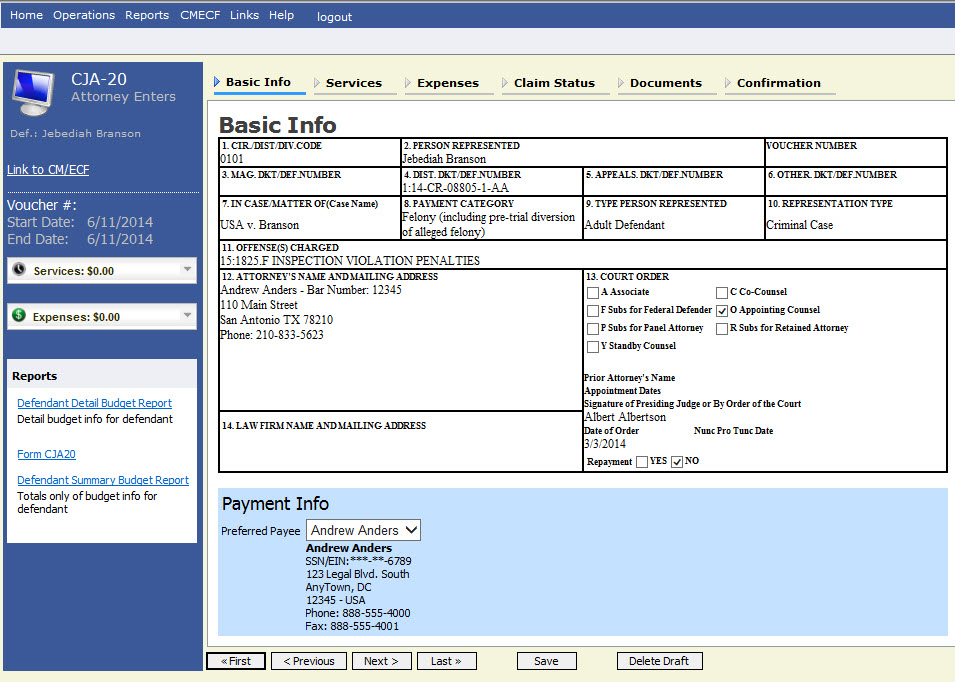 Home Operations Reports CMECF Links Help logout
CJA-20
Attorney Enters
Def.: Jebediah Branson
Link to CM/ECF
Voucher #:
Start Date: 6/11/2014
End Date: 6/11/2014
Services: $0.00
Expenses: $0.00
Reports
Defendant Detail Budget Report
Detail budget info for defendant
Form CJA20
Defendant Summary Budget Report
Totals only of budget info for
defendant
Basic Info Services Expenses Claim Status Documents Confirmation
Basic Info
1. CIR./DIST/DIV.CODE
0101
2. PERSON REPRESENTED
Jebediah Branson
VOUCHER NUMBER
3. MAG. DKT/DEF.NUMBER
4. DIST. DKT/DEF.NUMBER
1:14-CR-08805-1-AA
5. APPEALS. DKT/DEF.NUMBER
6. OTHER. DKT/DEF.NUMBER
7. IN CASE/MATTER OF(Case Name)
USA v. Branson
8. PAYMENT CATEGORY
Felony (including pre-trial diversion
of alleged felony)
9. TYPE PERSON REPRESENTED
Adult Defendant
10. REPRESENTATION TYPE
Criminal Case
11. OFFENSE(S) CHARGED
15:1825.F INSPECTION VIOLATION PENALTIES
12. ATTORNEY'S NAME AND MAILING ADDRESS
Andrew Anders - Bar Number: 12345
110 Main Street
San Antonio TX 78210
Phone: 210-833-5623
14. LAW FIRM NAME AND MAILING ADDRESS
13. COURT ORDER
A Associate C Co-Counsel
F Subs for Federal Defender O Appointing Counsel
P Subs for Panel Attorney R Subs for Retained Attorney
Y Standby Counsel
Prior Attorney's Name
Appointment Dates
Signature of Presiding Judge or By Order of the Court
Albert Albertson
Date of Order Nunc Pro Tunc Date
3/3/2014
Repayment YES NO
Payment Info
Preferred Payee Andrew Anders
Andrew Anders
SSN/EIN:***-**-6789
123 Legal Blvd. South
AnyTown, DC
12345 - USA
Phone: 888-555-4000
Fax: 888-555-4001
« First < Previous Next > Last » Save Delete Draft